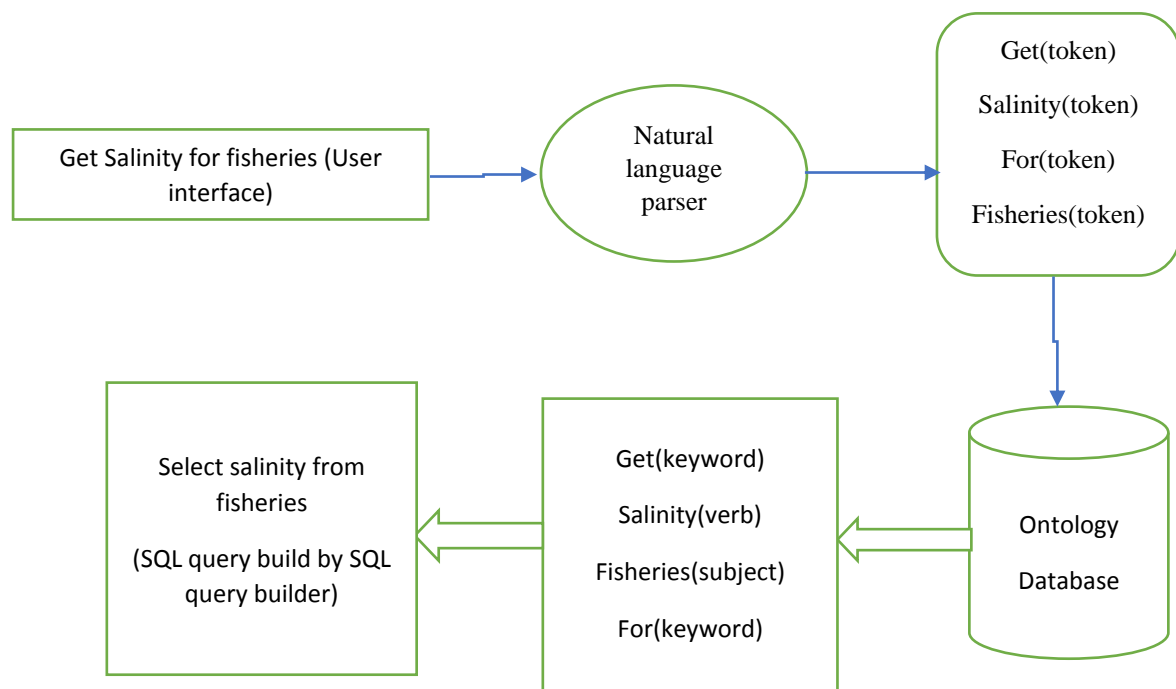 Get Salinity for fisheries (User
interface)
Natural
language
parser
Get(token)
Salinity(token)
For(token)
Fisheries(token)
Ontology
Database
Get(keyword)
Salinity(verb)
Fisheries(subject)
For(keyword)
Select salinity from
fisheries
(SQL query build by SQL
query builder)